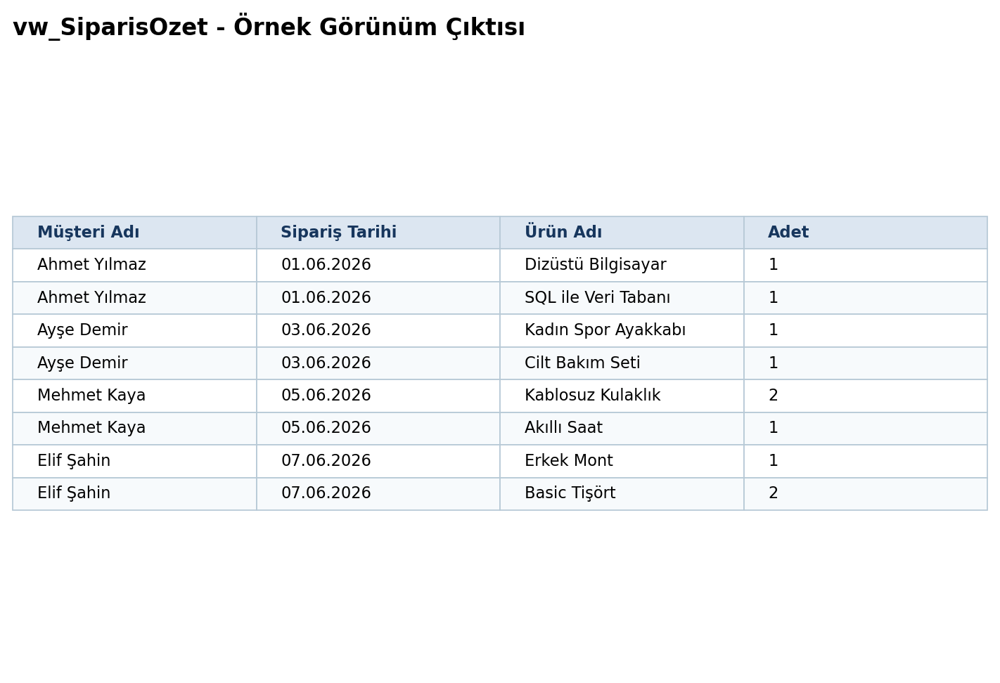 vw_SiparisOzet - Örnek Görünüm Çıktısı
Müşteri Adı Sipariş Tarihi Ürün Adı Adet
Ahmet Yılmaz 01.06.2026 Dizüstü Bilgisayar 1
Ahmet Yılmaz 01.06.2026 SQL ile Veri Tabanı 1
Ayşe Demir 03.06.2026 Kadın Spor Ayakkabı 1
Ayşe Demir 03.06.2026 Cilt Bakım Seti 1
Mehmet Kaya 05.06.2026 Kablosuz Kulaklık 2
Mehmet Kaya 05.06.2026 Akıllı Saat 1
Elif Şahin 07.06.2026 Erkek Mont 1
Elif Şahin 07.06.2026 Basic Tişört 2